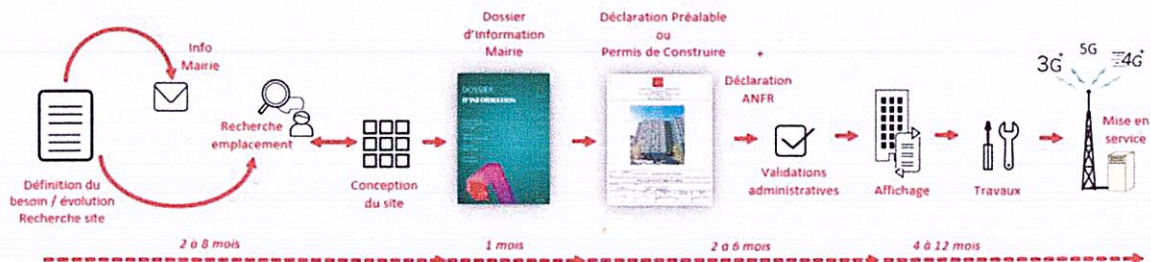 Définition du
besoin / évolution
Recherche site
Info
Mairie
Recherche
emplacement
Conception
du site
Dossier
d'Information
Mairie
DOSSIER
D'INFORMATION
Déclaration Préalable
ou
Permis de Construire
+
Déclaration
ANFR
Validations
administratives
Affichage
Travaux
3G+
5G
4G+
Mise en
service
2 à 8 mois
1 mois
2 à 6 mois
4 à 12 mois